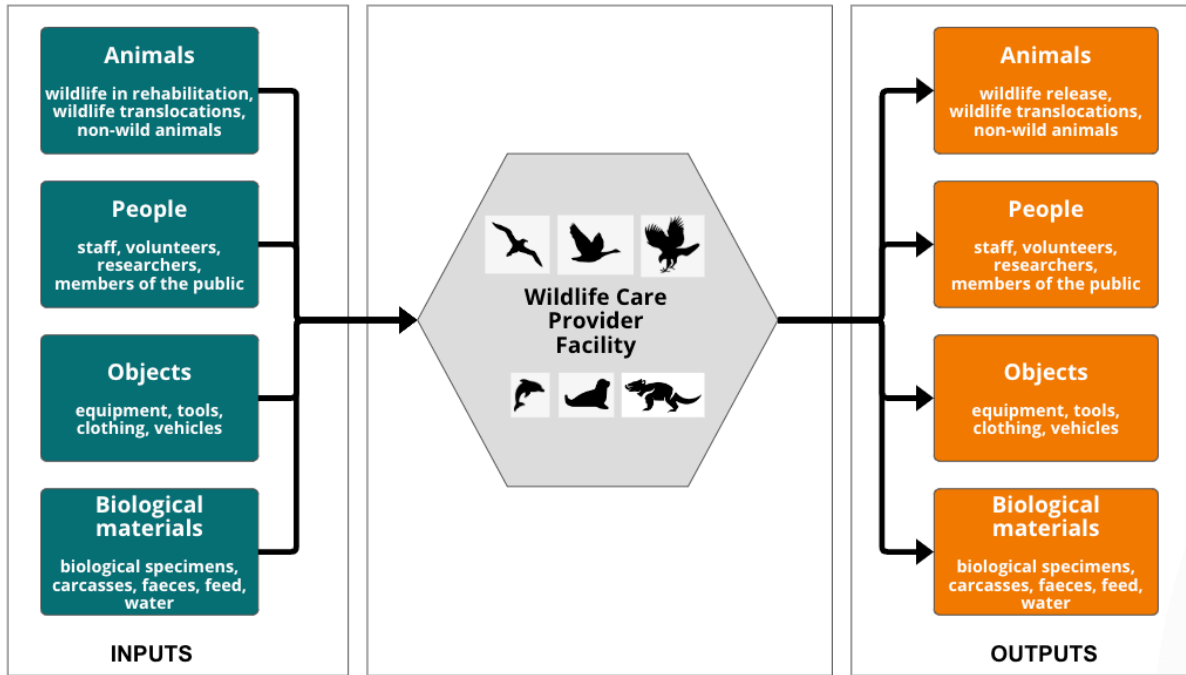 Animals
wildlife in rehabilitation,
wildlife translocations,
non-wild animals
People
staff, volunteers,
researchers,
members of the public
Objects
equipment, tools,
clothing, vehicles
Biological
materials
biological specimens,
carcasses, faeces, feed,
water
INPUTS
Wildlife Care
Provider
Facility
Animals
wildlife release,
wildlife translocations,
non-wild animals
People
staff, volunteers,
researchers,
members of the public
Objects
equipment, tools,
clothing, vehicles
Biological
materials
biological specimens,
carcasses, faeces, feed,
water
OUTPUTS